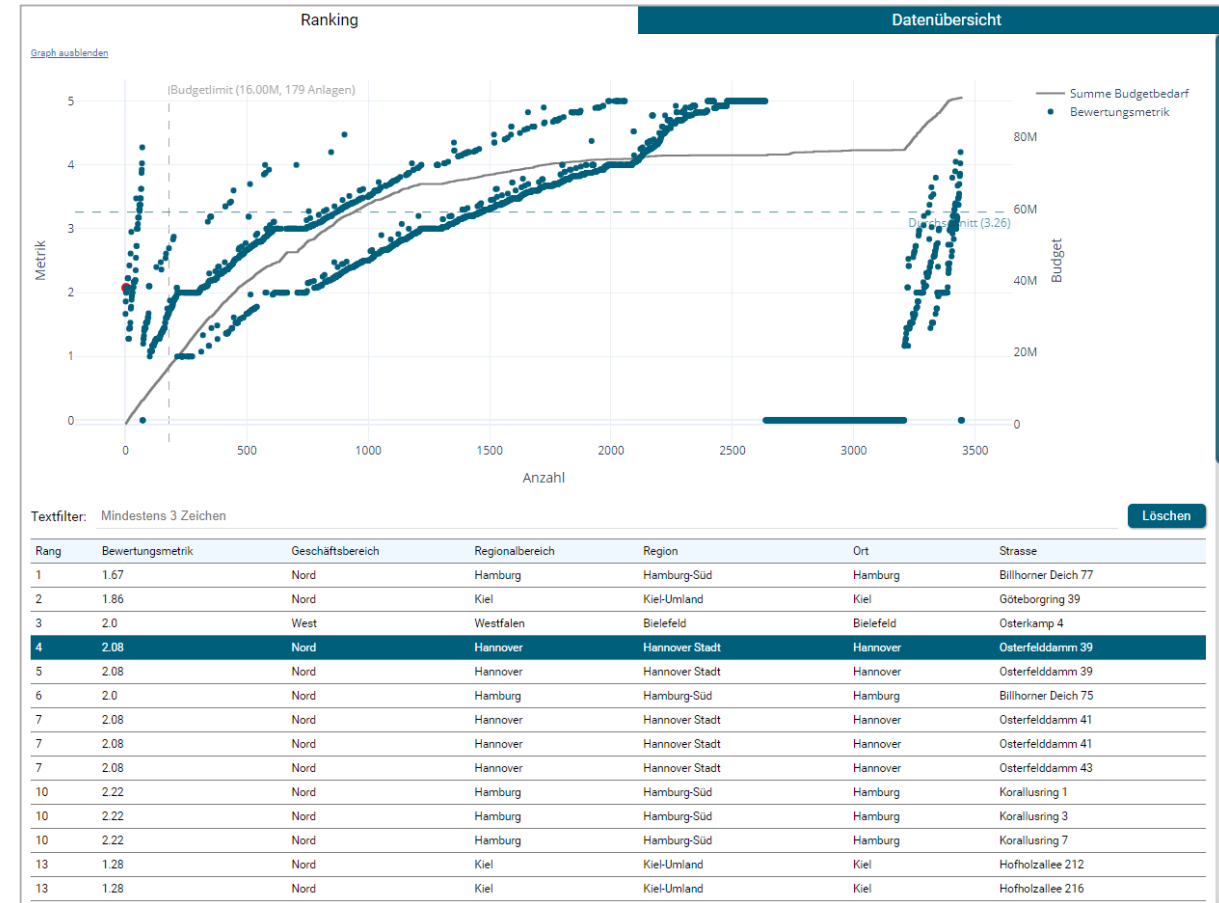 Ranking Datenübersicht
Graph ausblenden
Budgetlimit (16.00M, 179 Anlagen)
Summe Budgetbedarf
Bewertungsmetrik
5
4
3
2
1
0
Metrik
80M
60M
40M
20M
0
Budget
Durchschnitt (3.26)
0 500 1000 1500 2000 2500 3000 3500
Anzahl
Textfilter: Mindestens 3 Zeichen Löschen
Rang Bewertungsmetrik Geschäftsbereich Regionalbereich Region Ort Strasse
1 1.67 Nord Hamburg Hamburg-Süd Hamburg Billhorner Deich 77
2 1.86 Nord Kiel Kiel-Umland Kiel Göteborgring 39
3 2.0 West Westfalen Bielefeld Bielefeld Osterkamp 4
4 2.08 Nord Hannover Hannover Stadt Hannover Osterfelddamm 39
5 2.08 Nord Hannover Hannover Stadt Hannover Osterfelddamm 39
6 2.0 Nord Hamburg Hamburg-Süd Hamburg Billhorner Deich 75
7 2.08 Nord Hannover Hannover Stadt Hannover Osterfelddamm 41
7 2.08 Nord Hannover Hannover Stadt Hannover Osterfelddamm 41
7 2.08 Nord Hannover Hannover Stadt Hannover Osterfelddamm 43
10 2.22 Nord Hamburg Hamburg-Süd Hamburg Korallusring 1
10 2.22 Nord Hamburg Hamburg-Süd Hamburg Korallusring 3
10 2.22 Nord Hamburg Hamburg-Süd Hamburg Korallusring 7
13 1.28 Nord Kiel Kiel-Umland Kiel Hofholzallee 212
13 1.28 Nord Kiel Kiel-Umland Kiel Hofholzallee 216